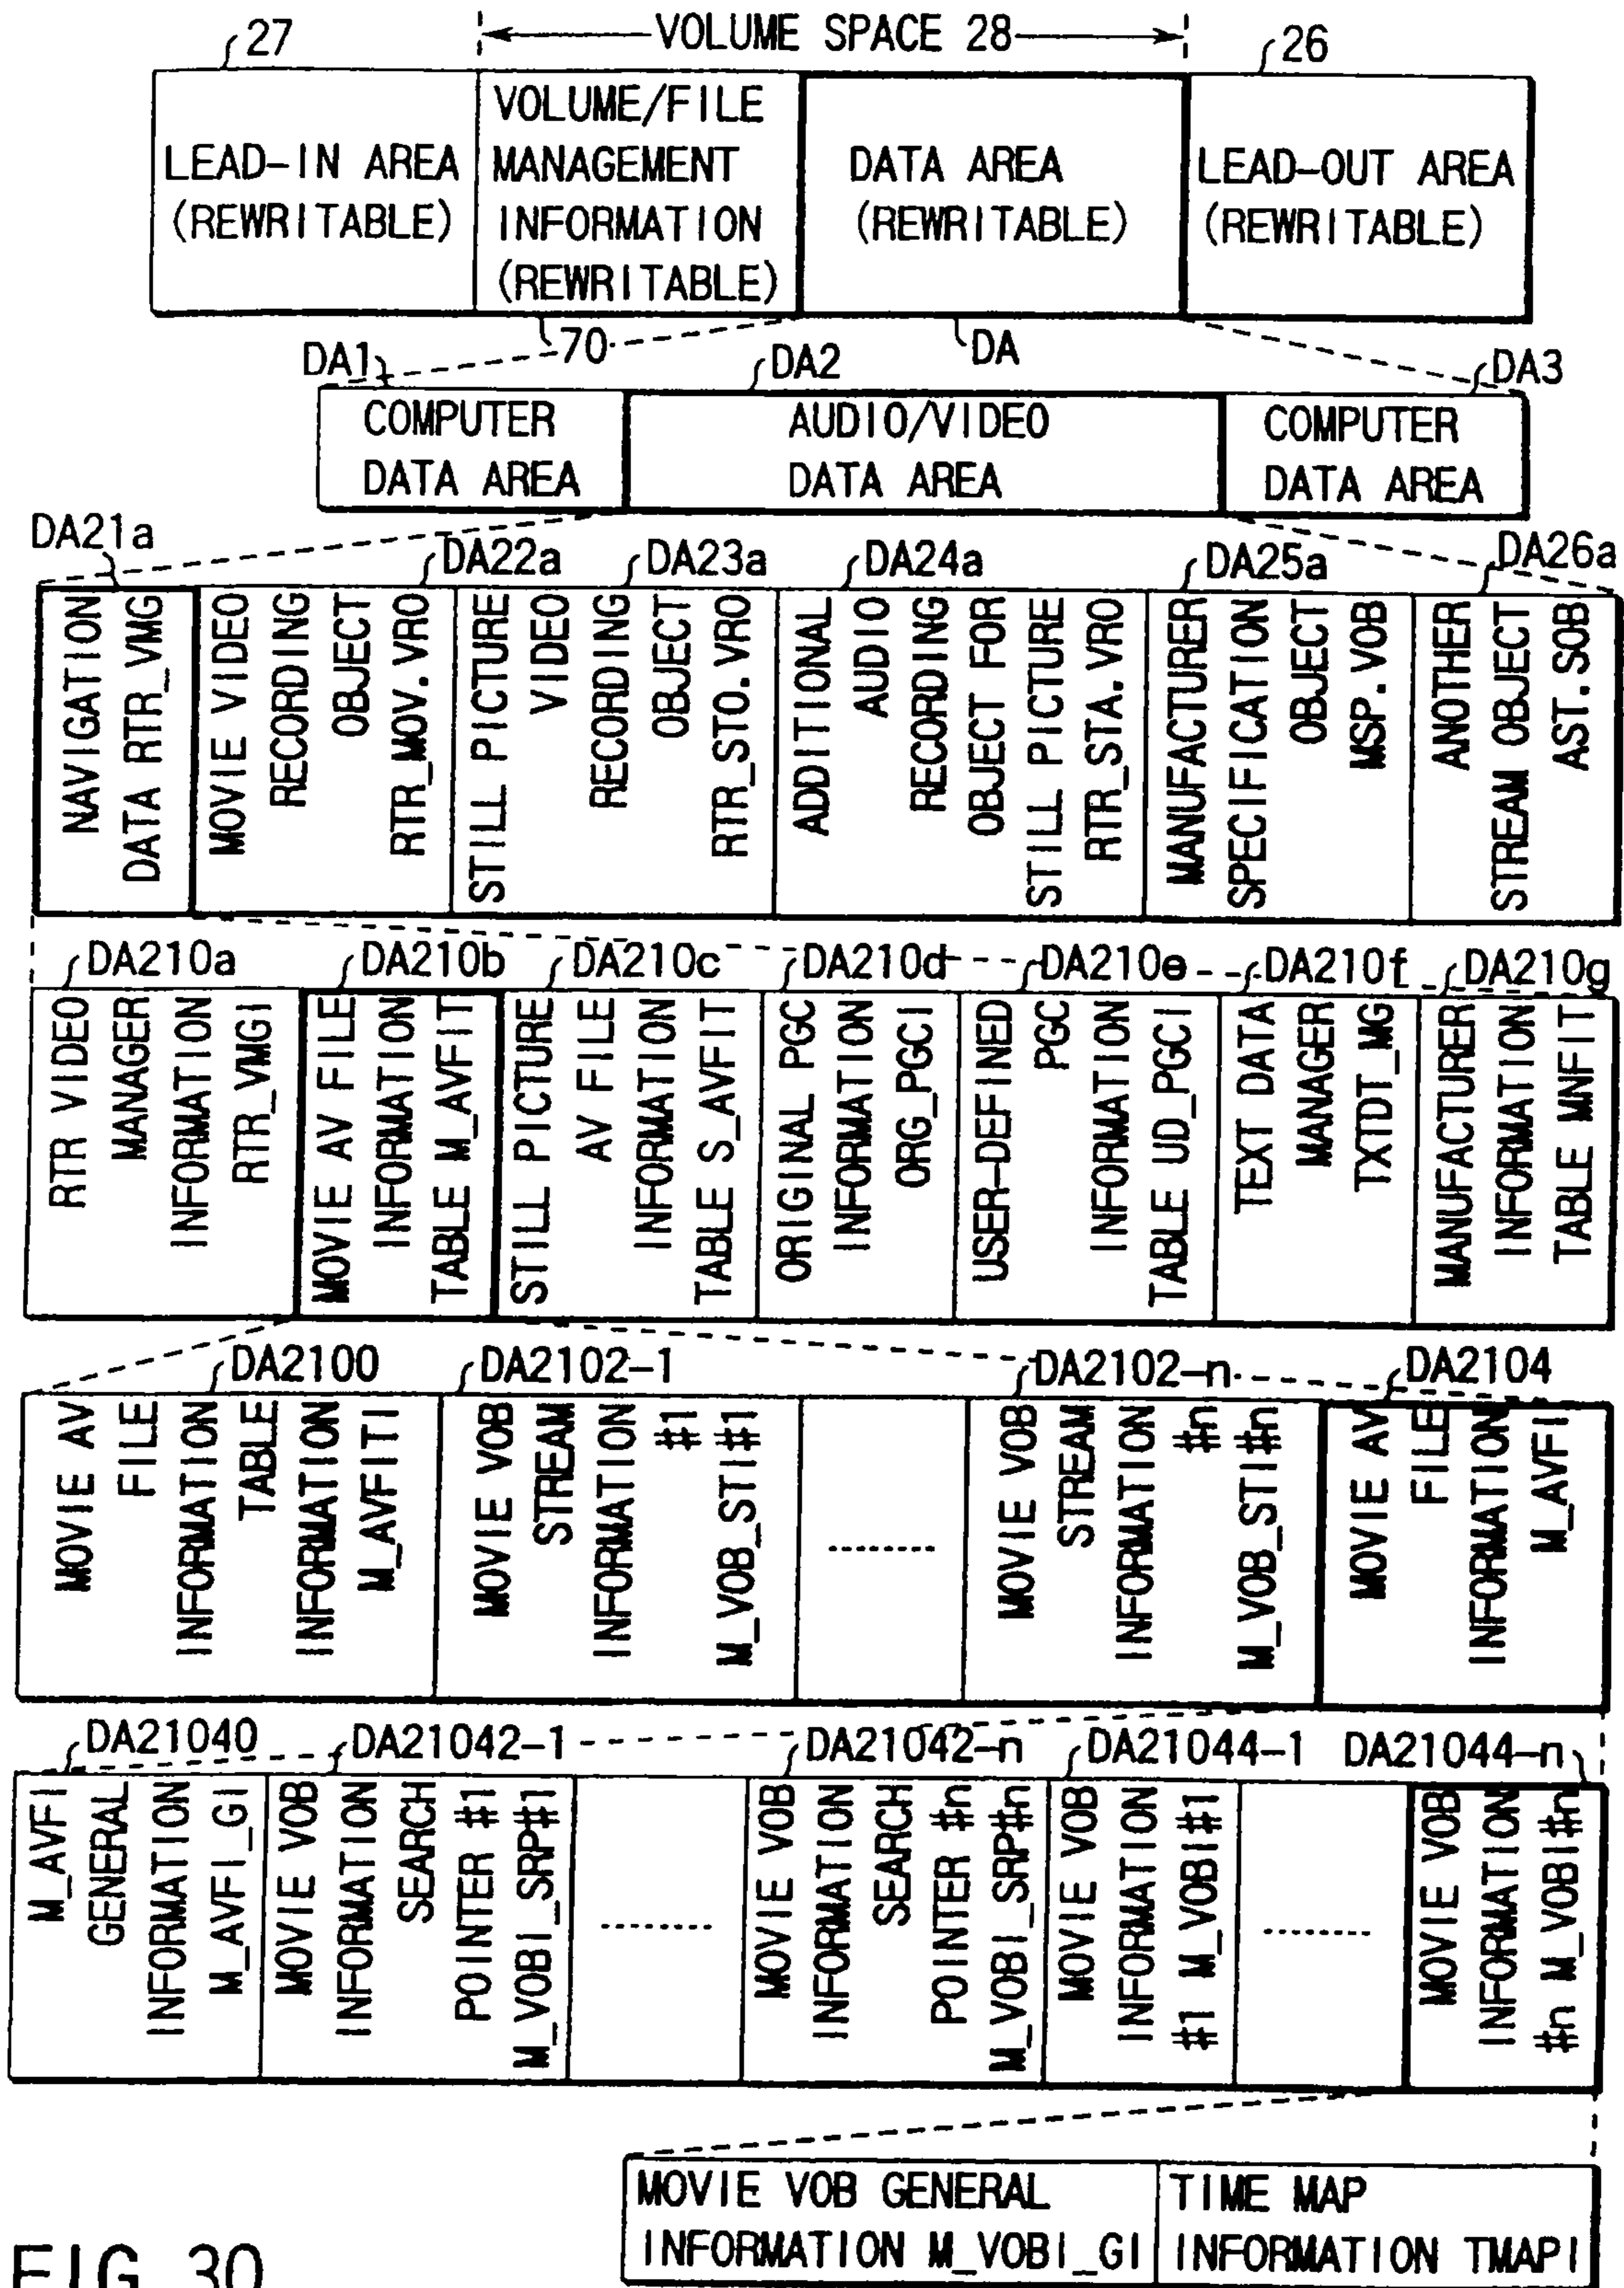 27
VOLUME SPACE 28
26
LEAD-IN AREA
(REWRITABLE)
VOLUME/FILE
MANAGEMENT
INFORMATION
(REWRITABLE)
DATA AREA
(REWRITABLE)
LEAD-OUT AREA
(REWRITABLE)
70
DA
DA1
DA2
DA3
COMPUTER
DATA AREA
AUDIO/VIDEO
DATA AREA
COMPUTER
DATA AREA
DA21a
DA22a
DA23a
DA24a
DA25a
DA26a
NAVIGATION
DATA RTR_VMG
MOVIE VIDEO
RECORDING
OBJECT
RTR_MOV.VRO
STILL PICTURE
VIDEO
RECORDING
OBJECT
RTR_STO.VRO
ADDITIONAL
AUDIO
RECORDING
OBJECT FOR
STILL PICTURE
RTR_STA.VRO
MANUFACTURER
SPECIFICATION
OBJECT
MSP.VOB
ANOTHER
STREAM OBJECT
AST.SOB
DA210a
DA210b
DA210c
DA210d
DA210e
DA210f
DA210g
RTR VIDEO
MANAGER
INFORMATION
RTR_VMGI
MOVIE AV FILE
INFORMATION
TABLE M_AVFIT
STILL PICTURE
AV FILE
INFORMATION
TABLE S_AVFIT
ORIGINAL PGC
INFORMATION
ORG_PGCI
USER-DEFINED
PGC
INFORMATION
TABLE UD_PGCI
TEXT DATA
MANAGER
TXTDT_MG
MANUFACTURER
INFORMATION
TABLE MNFIT
DA2100
DA2102-1
DA2102-n
DA2104
MOVIE AV
FILE
INFORMATION
TABLE
INFORMATION
M_AVFITI
MOVIE VOB
STREAM
INFORMATION
#1
M_VOB_STI#1
MOVIE VOB
STREAM
INFORMATION
#n
M_VOB_STI#n
MOVIE AV
FILE
INFORMATION
M_AVFI
DA21040
DA21042-1
DA21042-n
DA21044-1
DA21044-n
M_AVFI
GENERAL
INFORMATION
M_AVFI_GI
MOVIE VOB
INFORMATION
SEARCH
POINTER #1
M_VOBI_SRP#1
MOVIE VOB
INFORMATION
SEARCH
POINTER #n
M_VOBI_SRP#n
MOVIE VOB
INFORMATION
#1 M_VOBI#1
MOVIE VOB
INFORMATION
#n M_VOBI#n
MOVIE VOB GENERAL
INFORMATION M_VOBI_GI
TIME MAP
INFORMATION TMAPI
FIG. 30